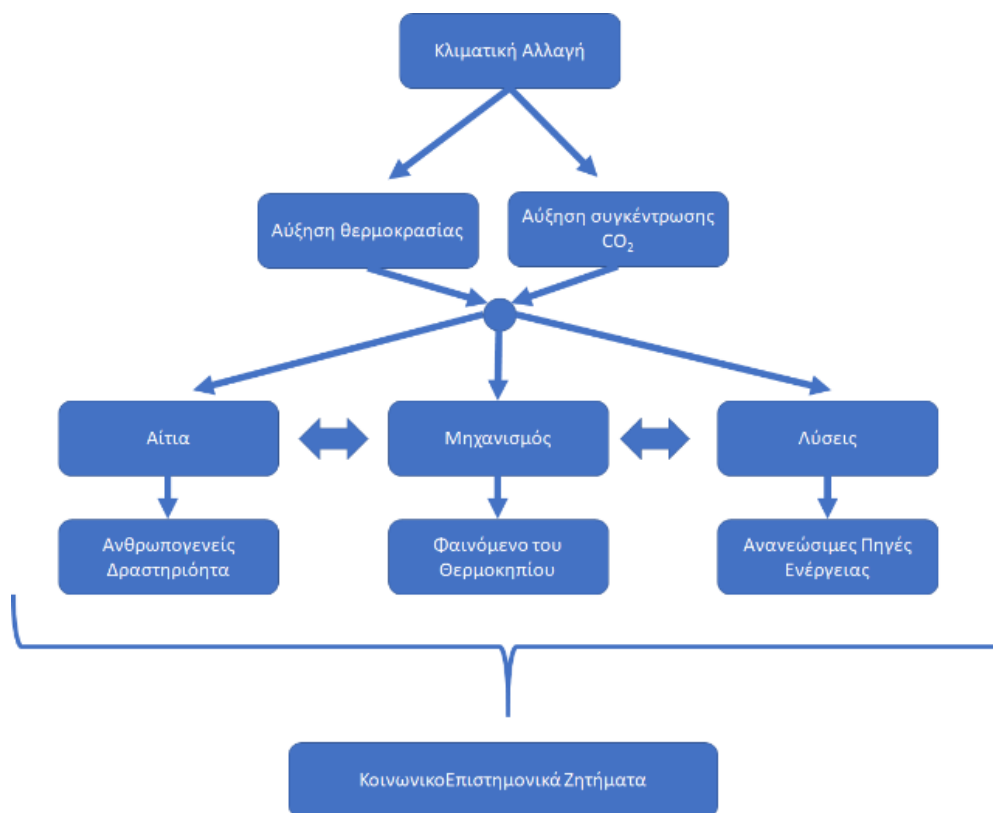 Κλιματική Αλλαγή
Αύξηση θερμοκρασίας
Αύξηση συγκέντρωσης
CO₂
Αίτια
Μηχανισμός
Λύσεις
Ανθρωπογενείς
Δραστηριόητα
Φαινόμενο του
Θερμοκηπίου
Ανανεώσιμες Πηγές
Ενέργειας
ΚοινωνικοΕπιστημονικά Ζητήματα